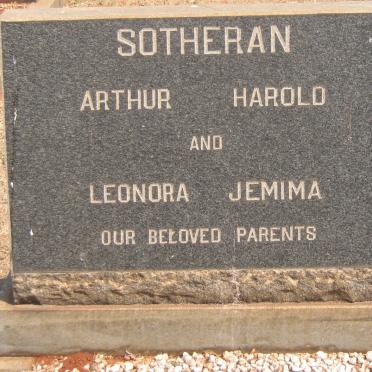 SOTHERAN
ARTHUR HAROLD
AND
LEONORA JEMIMA
OUR BELOVED PARENTS